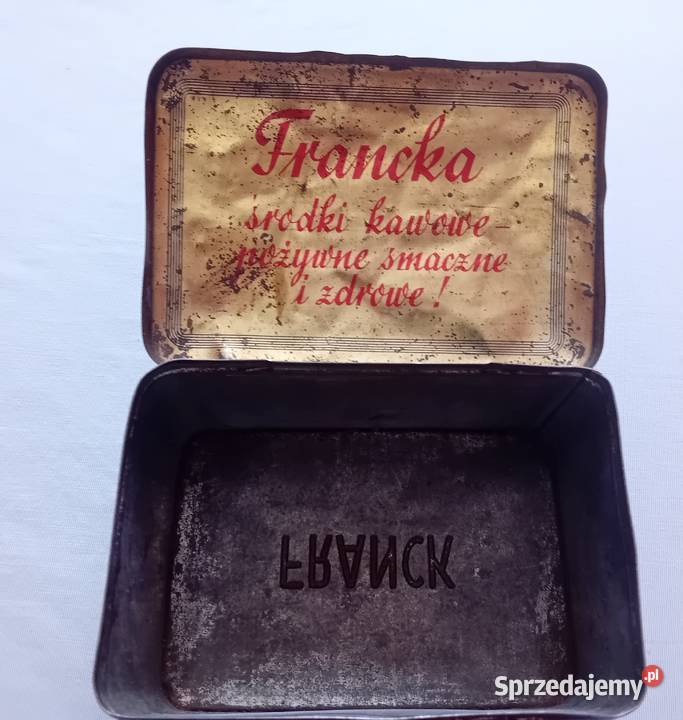 Francka
środki kawowe-
pożywne smaczne
i zdrowe!
FRANCK
Sprzedajemy.pl